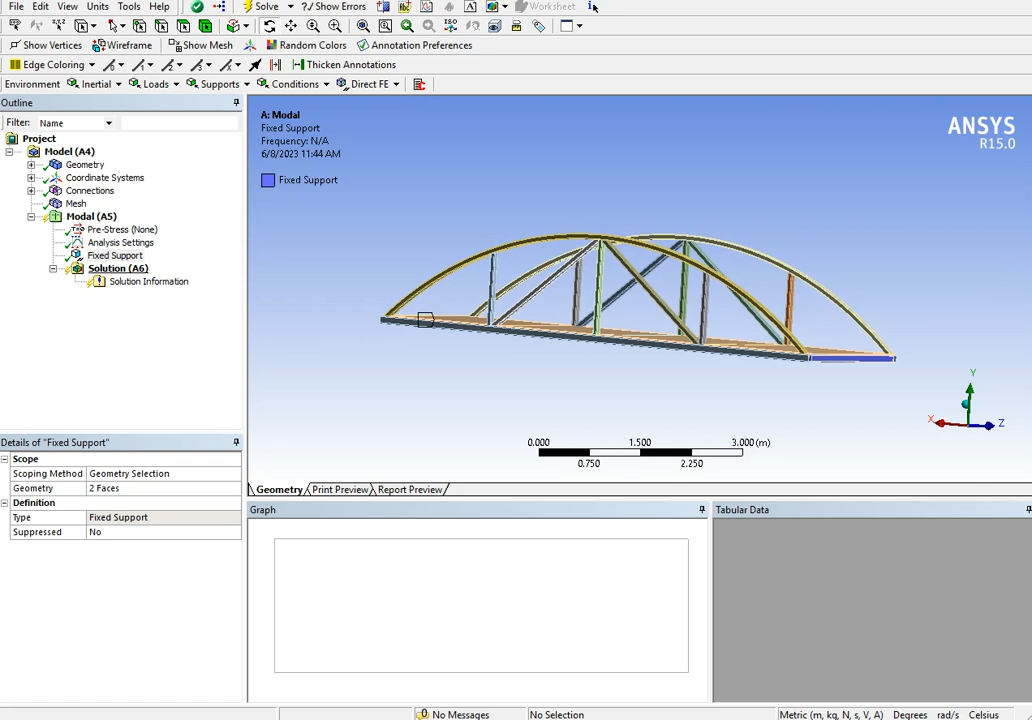 File Edit View Units Tools Help Solve ?/ Show Errors Worksheet
Show Vertices Wireframe Show Mesh Random Colors Annotation Preferences
Edge Coloring Thicken Annotations
Environment Inertial Loads Supports Conditions Direct FE
Outline
Filter: Name
Project
Model (A4)
Geometry
Coordinate Systems
Connections
Mesh
Modal (A5)
Pre-Stress (None)
Analysis Settings
Fixed Support
Solution (A6)
Solution Information
Details of "Fixed Support"
Scope
Scoping Method Geometry Selection
Geometry 2 Faces
Definition
Type Fixed Support
Suppressed No
A: Modal
Fixed Support
Frequency: N/A
6/8/2023 11:44 AM
Fixed Support
ANSYS
R15.0
Y
X Z
0.000 1.500 3.000 (m)
0.750 2.250
Geometry Print Preview Report Preview
Graph
Tabular Data
No Messages No Selection Metric (m, kg, N, s, V, A) Degrees rad/s Celsius